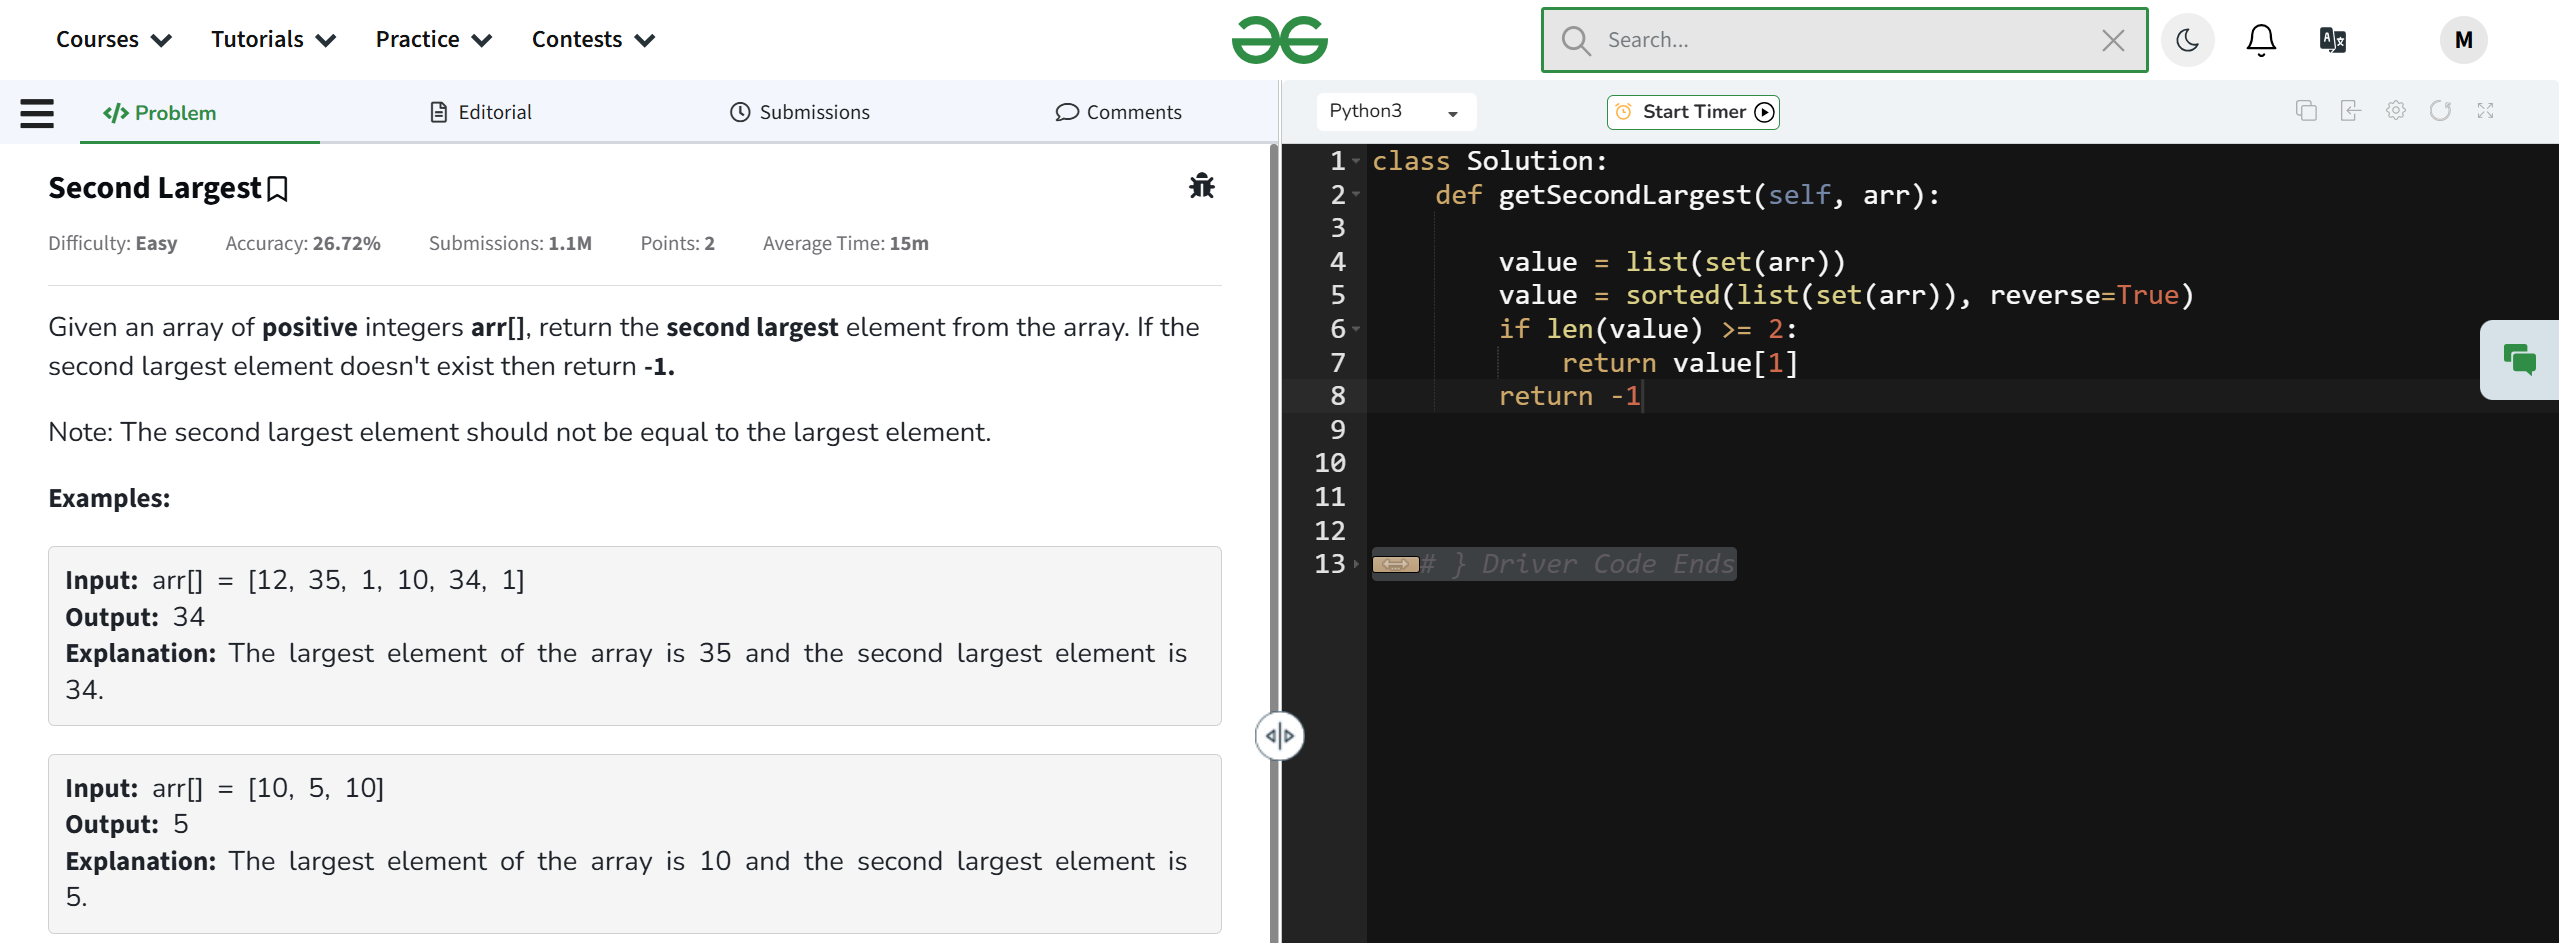 Courses Tutorials Practice Contests Search... M
Problem Editorial Submissions Comments
Python3 Start Timer
Second Largest
Difficulty: Easy Accuracy: 26.72% Submissions: 1.1M Points: 2 Average Time: 15m
Given an array of positive integers arr[], return the second largest element from the array. If the
second largest element doesn't exist then return -1.
Note: The second largest element should not be equal to the largest element.
Examples:
Input: arr[] = [12, 35, 1, 10, 34, 1]
Output: 34
Explanation: The largest element of the array is 35 and the second largest element is
34.
Input: arr[] = [10, 5, 10]
Output: 5
Explanation: The largest element of the array is 10 and the second largest element is
5.
1 class Solution:
2     def getSecondLargest(self, arr):
3
4         value = list(set(arr))
5         value = sorted(list(set(arr)), reverse=True)
6         if len(value) >= 2:
7             return value[1]
8         return -1
9
10
11
12
13 # } Driver Code Ends